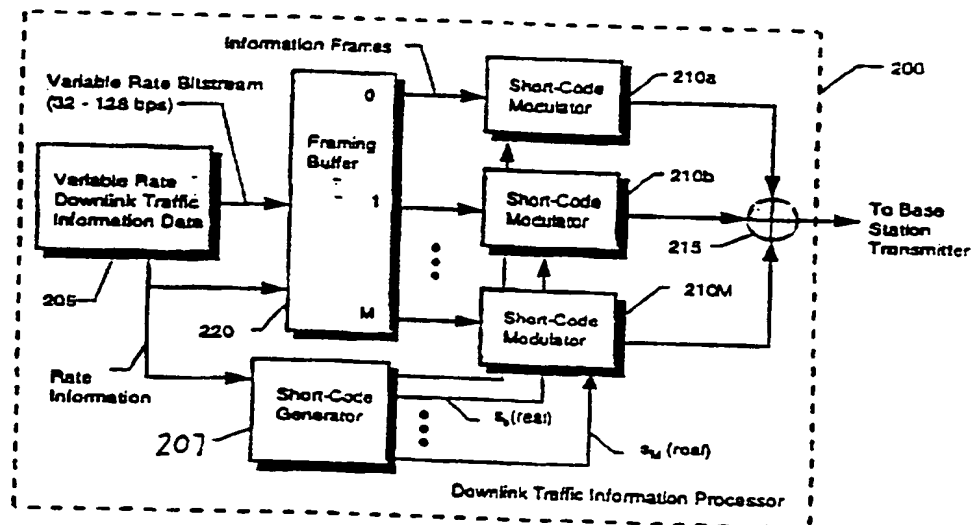 Information Frames
Variable Rate Bitstream
(32 - 128 bps)
0
Short-Code
Modulator
210a
200
Framing
Buffer
Variable Rate
Downlink Traffic
Information Data
1
Short-Code
Modulator
210b
215
To Base
Station
Transmitter
205
220
M
Short-Code
Modulator
210M
Rate
Information
Short-Code
Generator
207
(real)
sM (real)
Downlink Traffic Information Processor